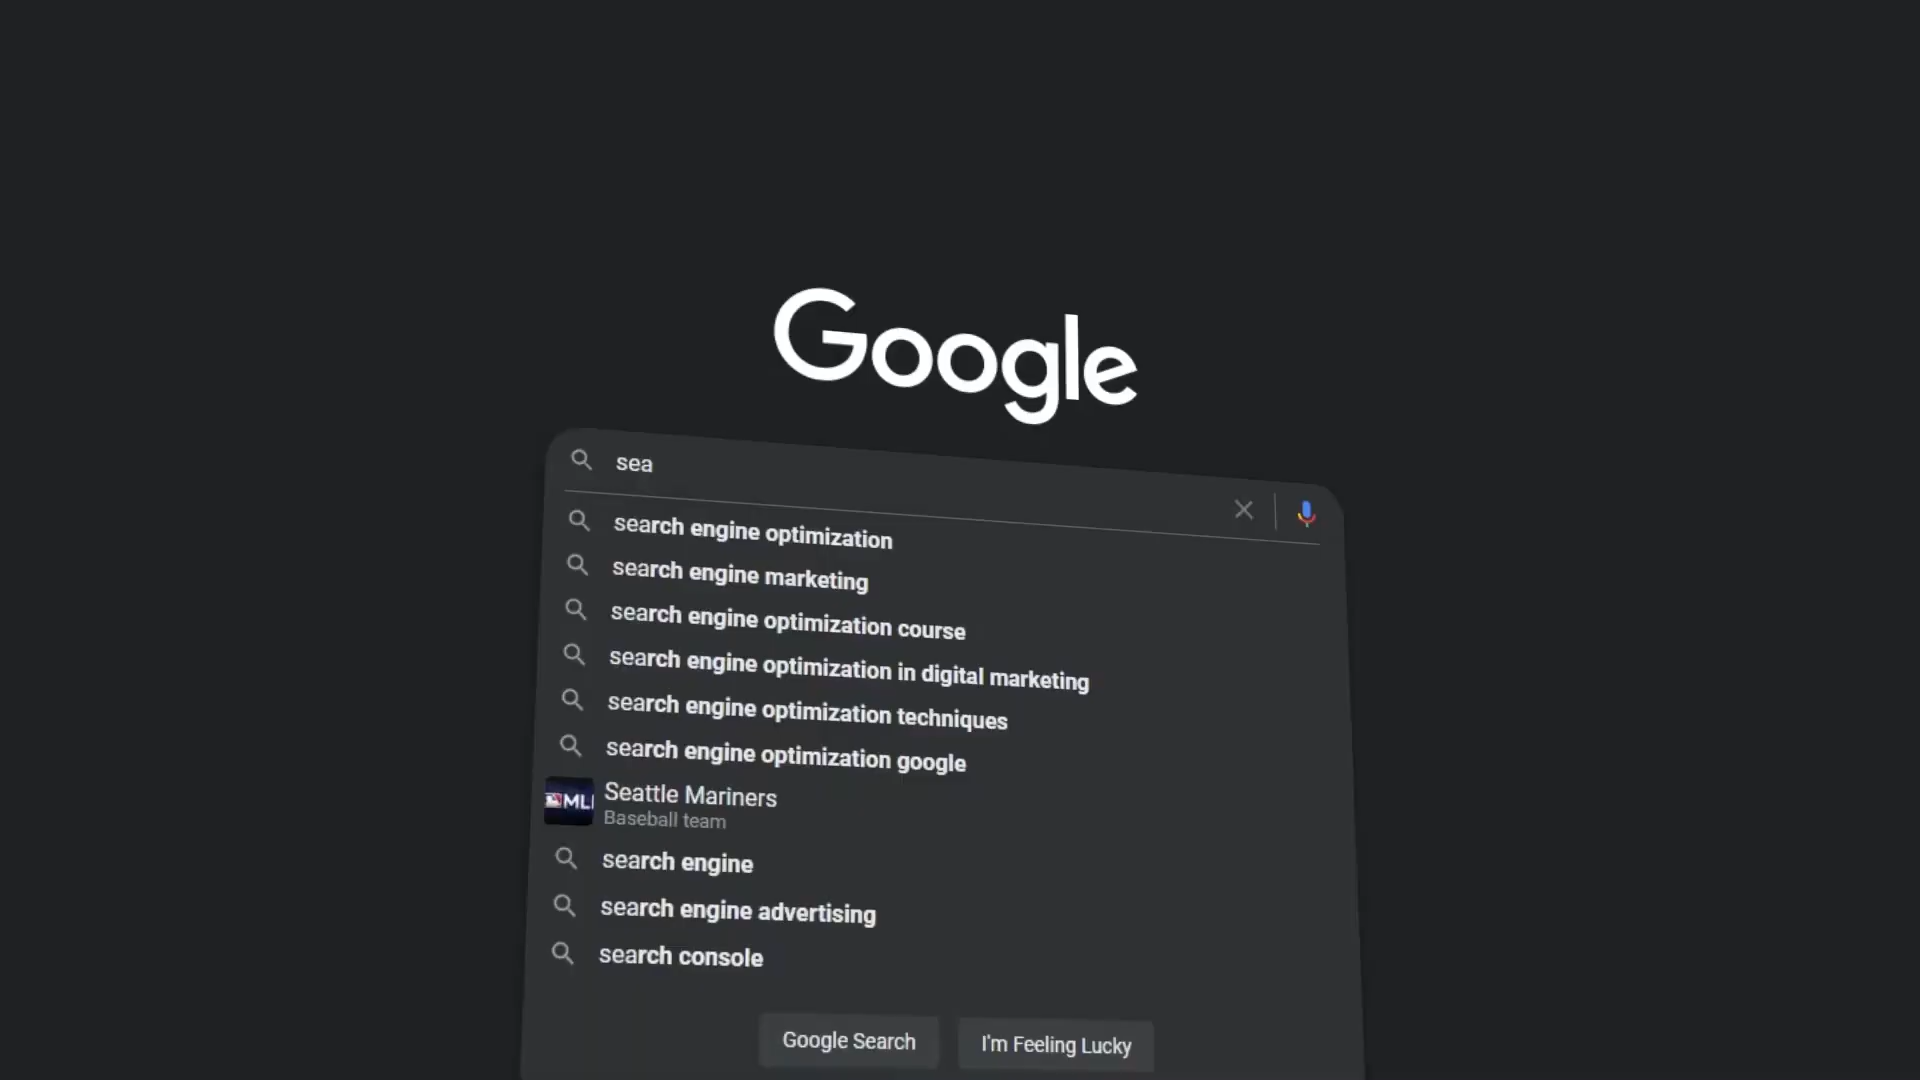 Google
sea
search engine optimization
search engine marketing
search engine optimization course
search engine optimization in digital marketing
search engine optimization techniques
search engine optimization google
MLB
Seattle Mariners
Baseball team
search engine
search engine advertising
search console
Google Search
I'm Feeling Lucky